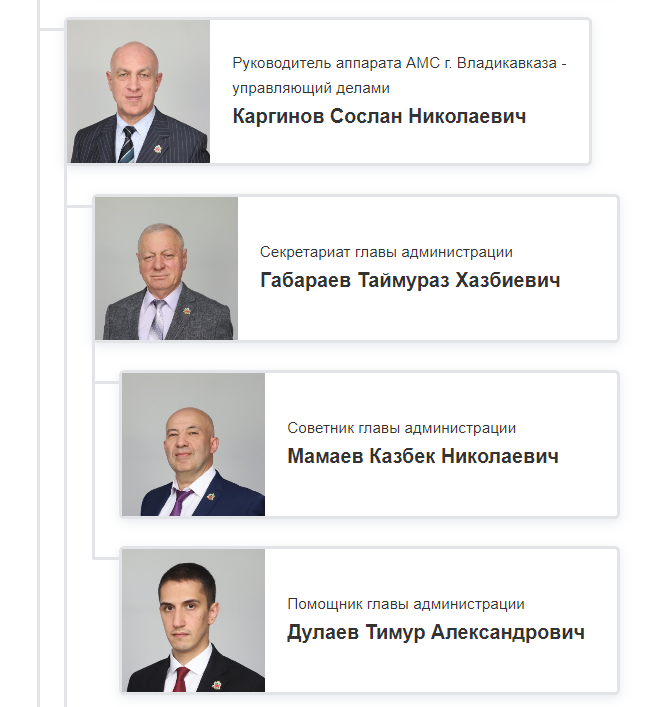 Руководитель аппарата АМС г. Владикавказа -
управляющий делами
Каргинов Сослан Николаевич
Секретариат главы администрации
Габараев Таймураз Хазбиевич
Советник главы администрации
Мамаев Казбек Николаевич
Помощник главы администрации
Дулаев Тимур Александрович